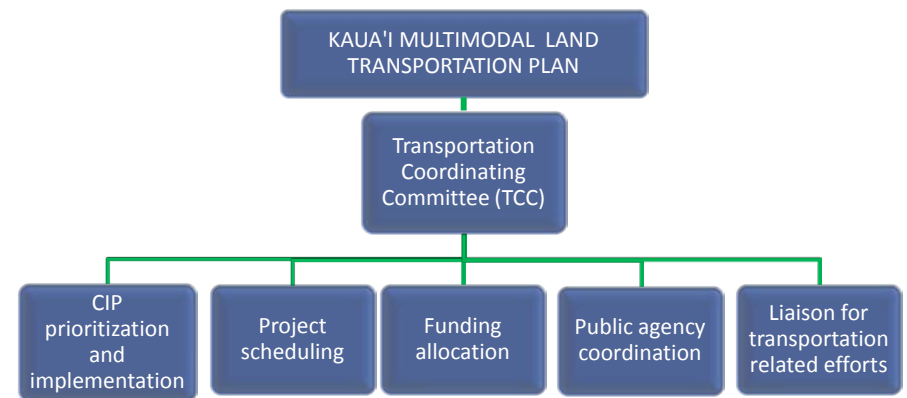 KAUA'I MULTIMODAL LAND
TRANSPORTATION PLAN
Transportation
Coordinating
Committee (TCC)
CIP
prioritization
and
implementation
Project
scheduling
Funding
allocation
Public agency
coordination
Liaison for
transportation
related efforts